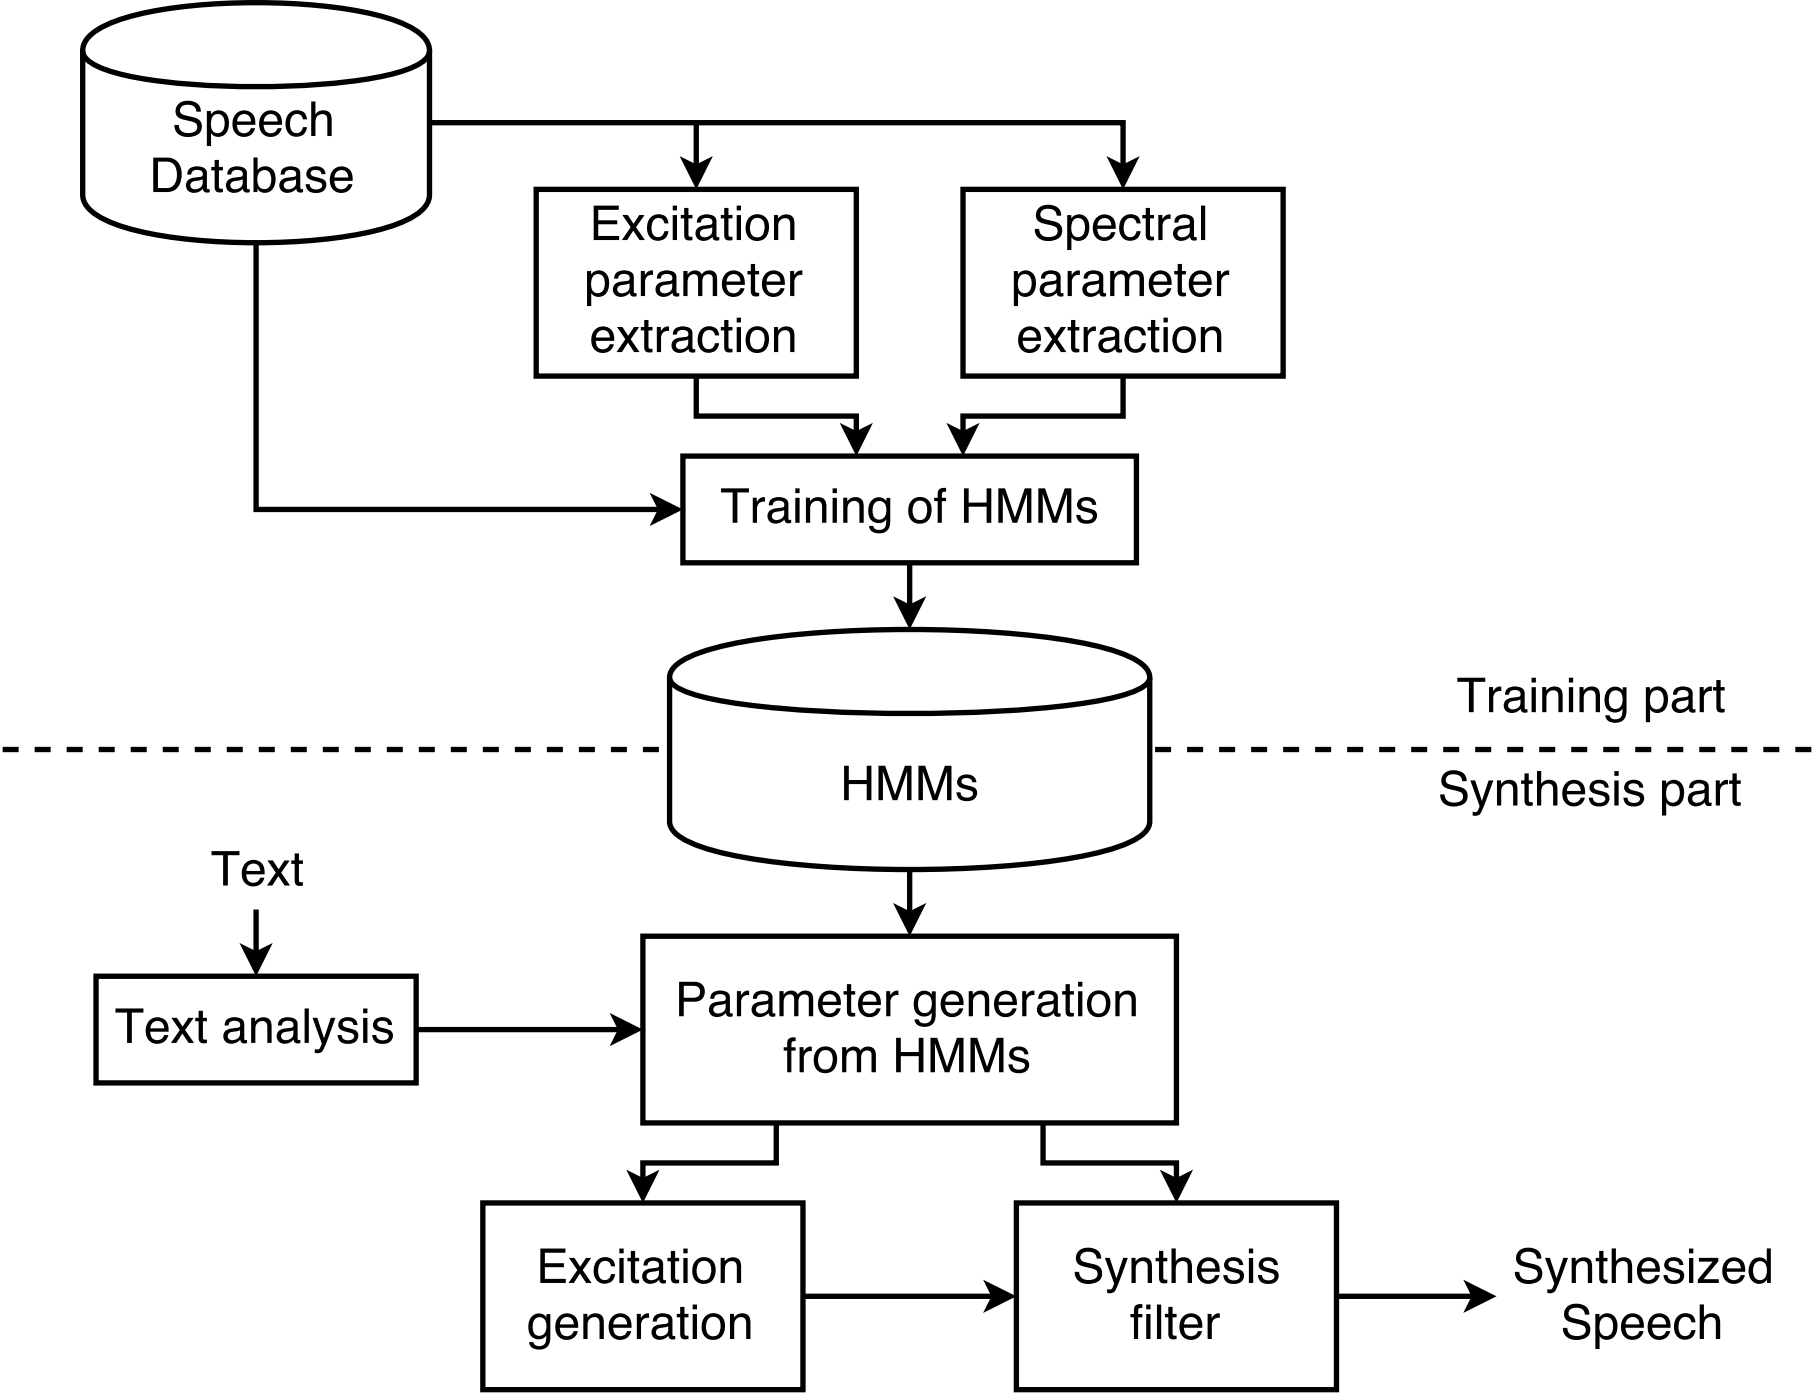 Speech
Database
Excitation
parameter
extraction
Spectral
parameter
extraction
Training of HMMs
Training part
HMMs
Synthesis part
Text
Text analysis
Parameter generation
from HMMs
Excitation
generation
Synthesis
filter
Synthesized
Speech